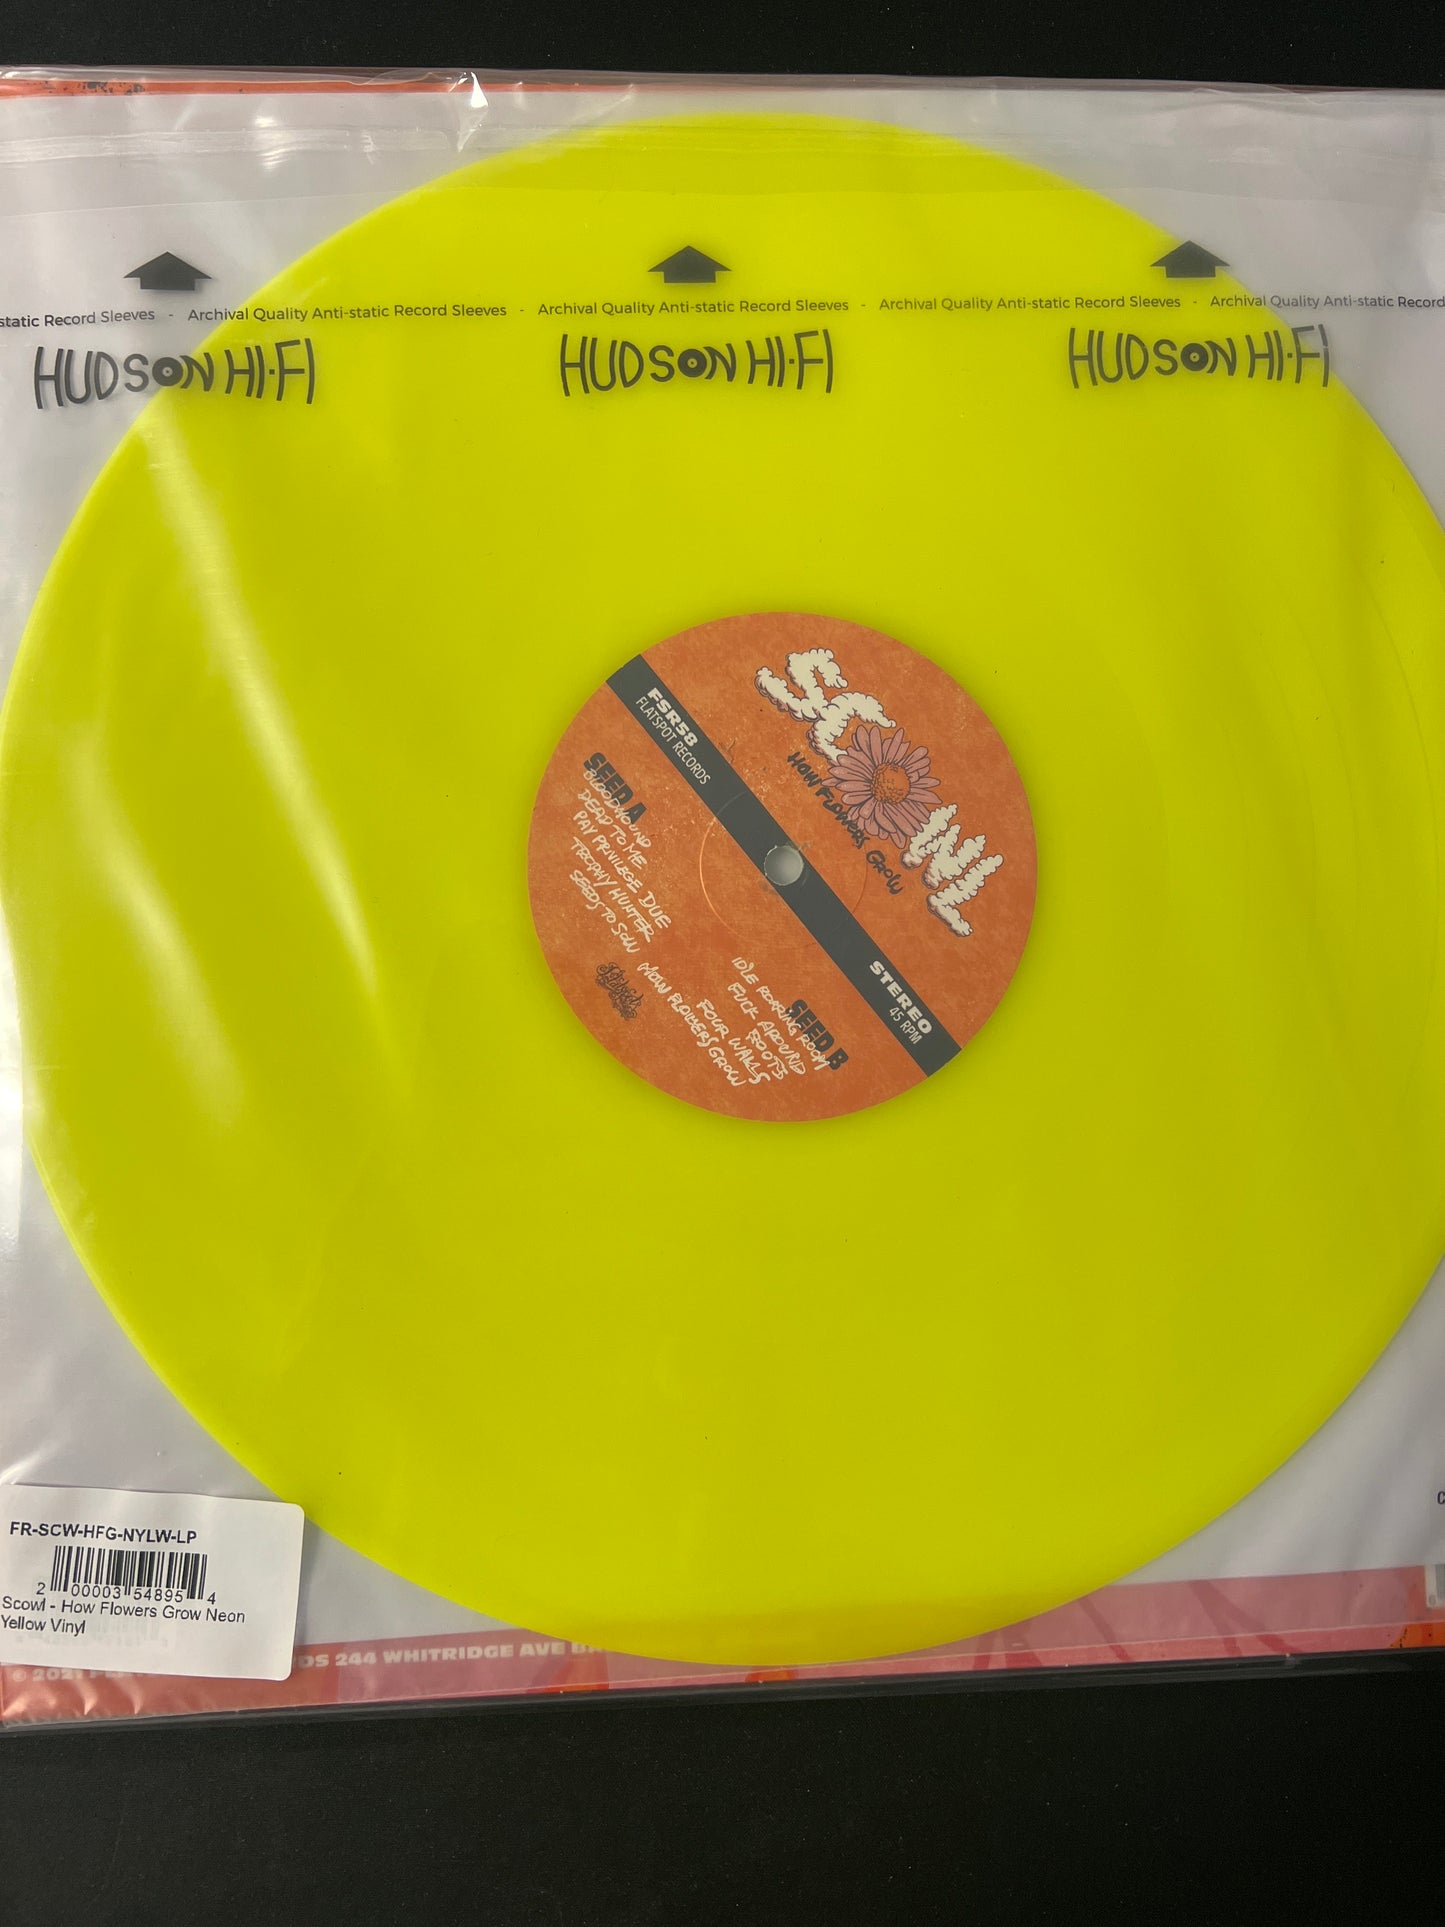 static Record Sleeves - Archival Quality Anti-static Record Sleeves - Archival Quality Anti-static Record Sleeves - Archival Quality Anti-static Record Sleeves - Archival Quality Anti-static Record
HUDSON HI-FI HUDSON HI-FI HUDSON HI-FI
SCOWL
HOW FLOWERS GROW
FSR58
FLATSPOT RECORDS
STEREO
45 RPM
SEED A
BLOODHOUND
DEAD TO ME
PAY PRIVILEGE DUE
TROPHY HUNTER
SEEDS TO SOW
SEED B
IDLE ROARING ROOM
FUCK AROUND
ROOTS
FOUR WALLS
HOW FLOWERS GROW
FR-SCW-HFG-NYLW-LP
2 00003 54895 4
Scowl - How Flowers Grow Neon
Yellow Vinyl
© 2021 244 WHITRIDGE AVE